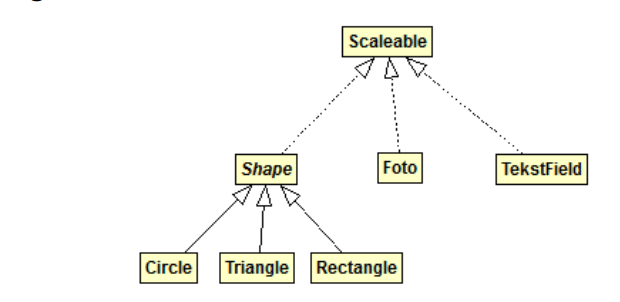 Scaleable
Shape
Foto
TekstField
Circle
Triangle
Rectangle